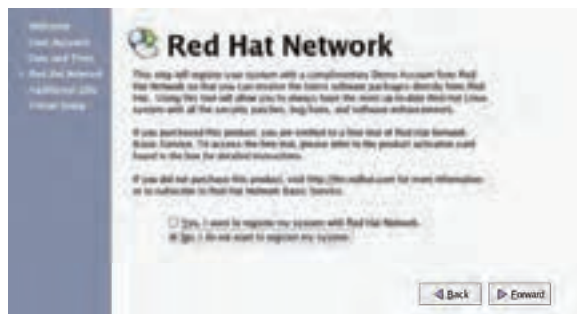 Welcome
User Account
Date and Time
Red Hat Network
Additional CDs
Finish Setup
Red Hat Network
This step will register your system with a complimentary Demo Account from Red
Hat Network so that you can receive the latest software packages directly from Red
Hat. Using this tool will allow you to always have the most up-to-date Red Hat Linux
system with all the security patches, bug fixes, and software enhancements.
If you purchased this product, you are entitled to a free trial of Red Hat Network
Basic Service. To access the free trial, please refer to the product activation card
found in the box for detailed instructions.
If you did not purchase this product, visit http://rhn.redhat.com for more information
or to subscribe to Red Hat Network Basic Service.
Yes, I want to register my system with Red Hat Network.
No, I do not want to register my system.
Back
Forward